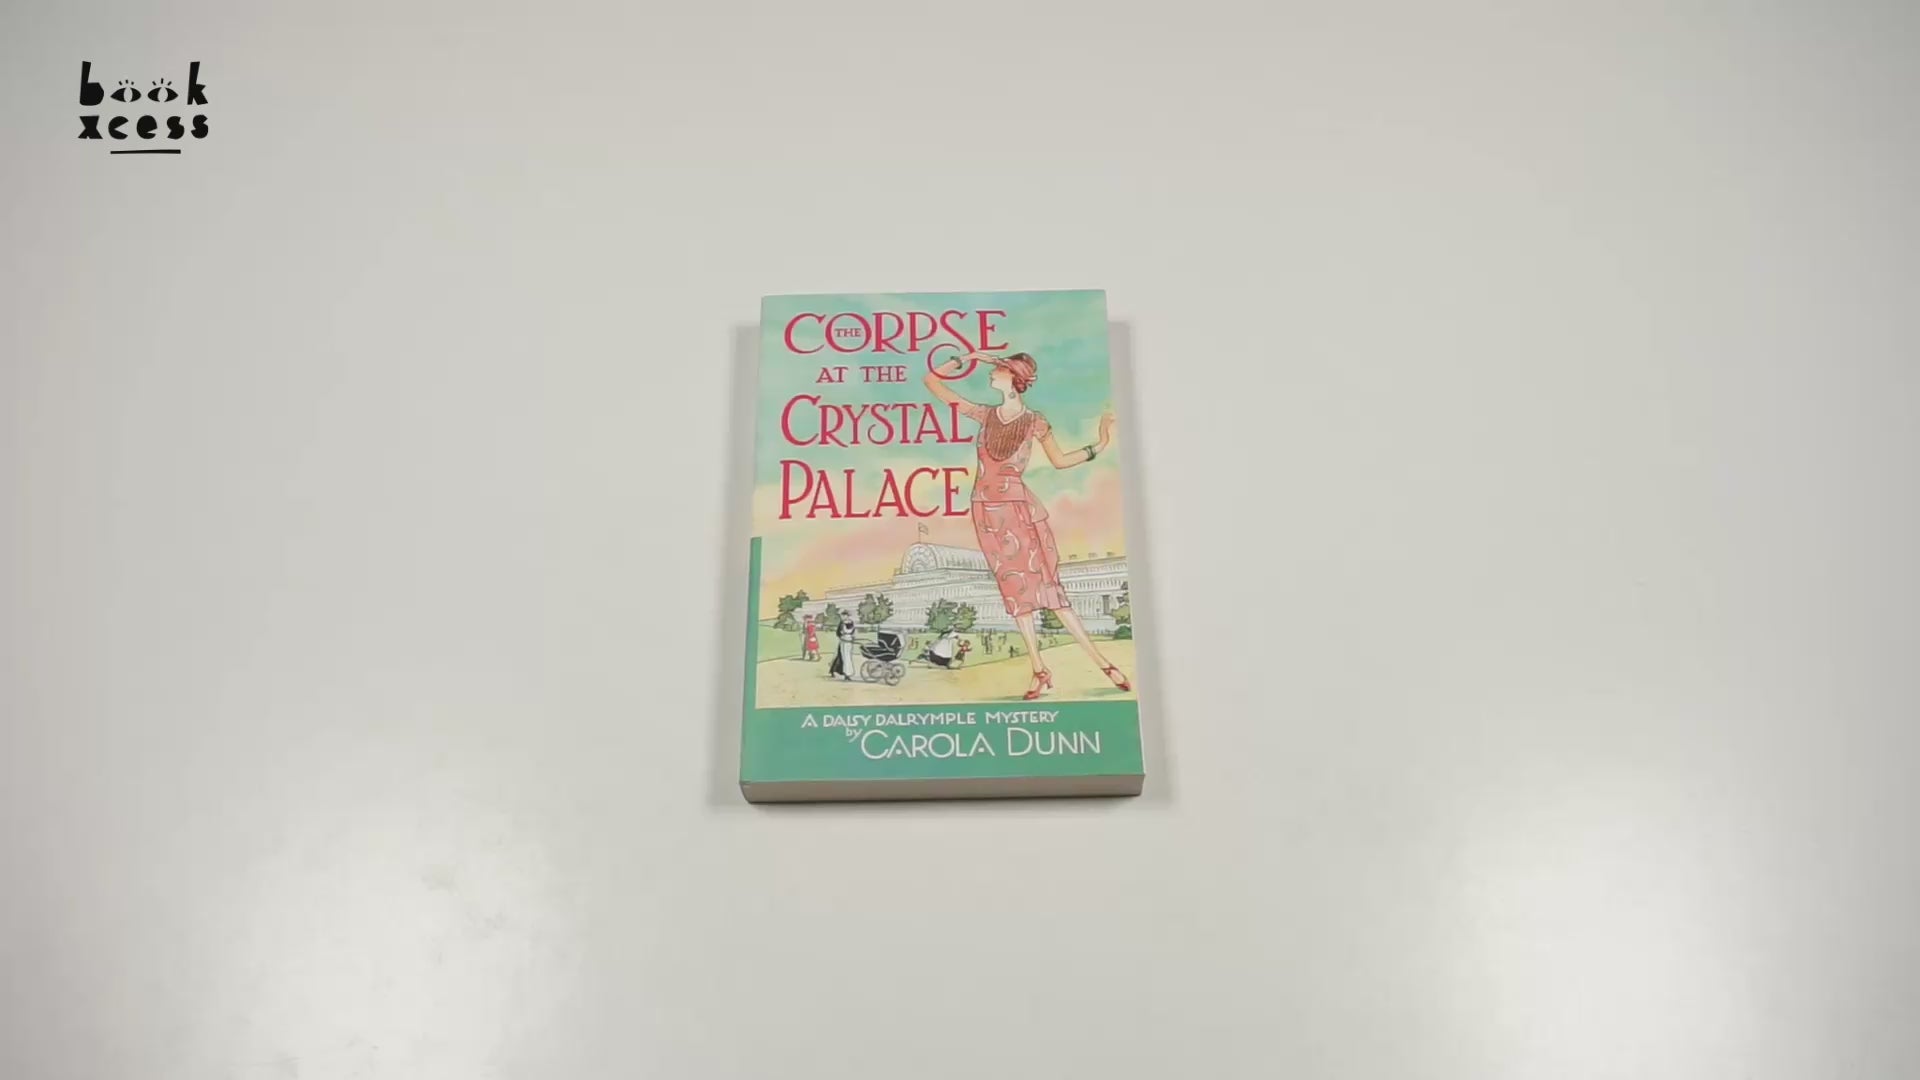 book
xcess
THE
CORPSE
AT THE
CRYSTAL
PALACE
A DAISY DALRYMPLE MYSTERY
by CAROLA DUNN